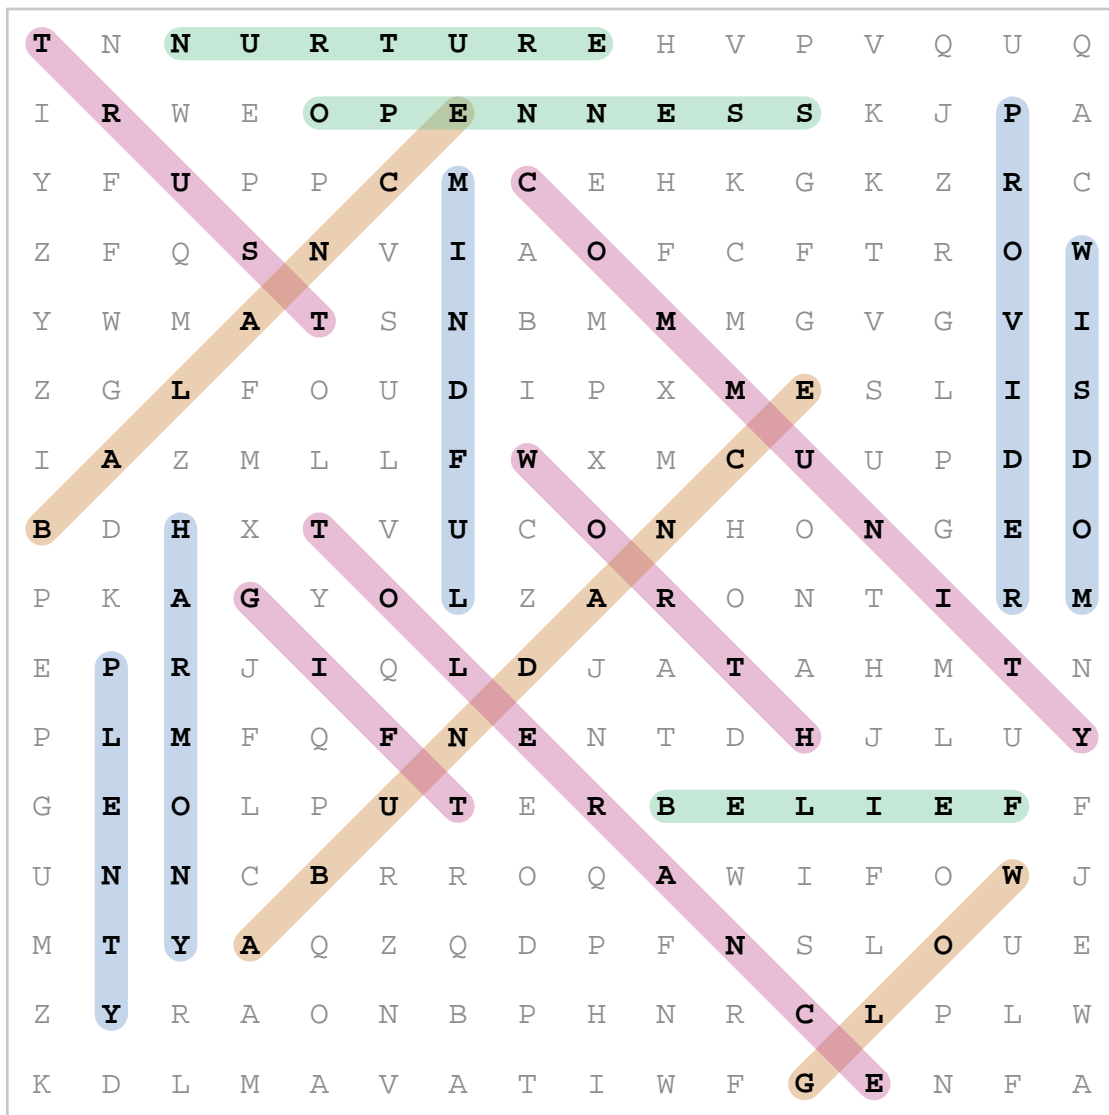 T N N U R T U R E H V P V Q U Q
I R W E O P E N N E S S K J P A
Y F U P P C M C E H K G K Z R C
Z F Q S N V I A O F C F T R O W
Y W M A T S N B M M M G V G V I
Z G L F O U D I P X M E S L I S
I A Z M L L F W X M C U U P D D
B D H X T V U C O N H O N G E O
P K A G Y O L Z A R O N T I R M
E P R J I Q L D J A T A H M T N
P L M F Q F N E N T D H J L U Y
G E O L P U T E R B E L I E F F
U N N C B R R O Q A W I F O W J
M T Y A Q Z Q D P F N S L O U E
Z Y R A O N B P H N R C L P L W
K D L M A V A T I W F G E N F A